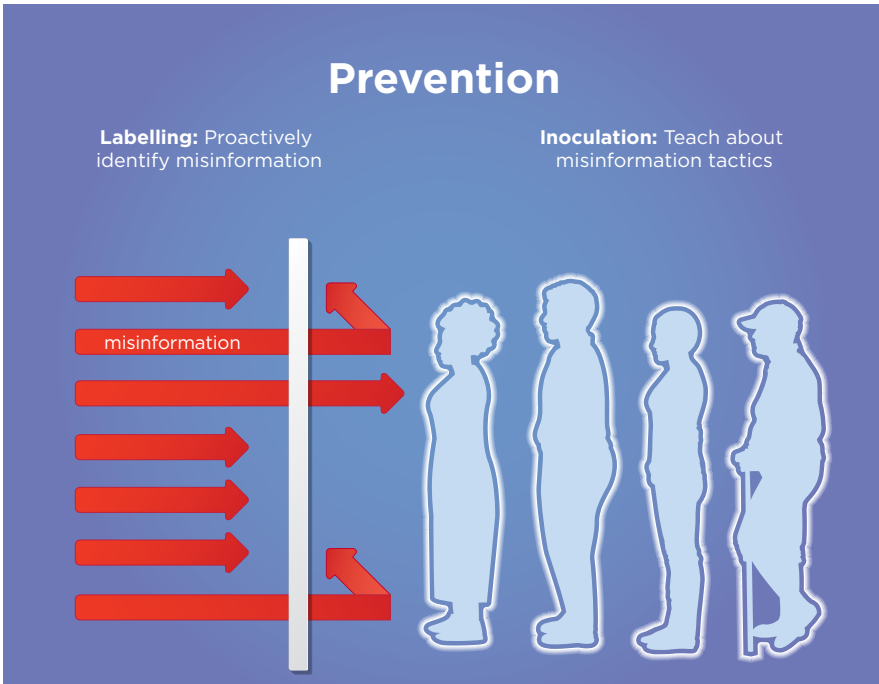 Prevention
Labelling: Proactively
identify misinformation
Inoculation: Teach about
misinformation tactics
misinformation